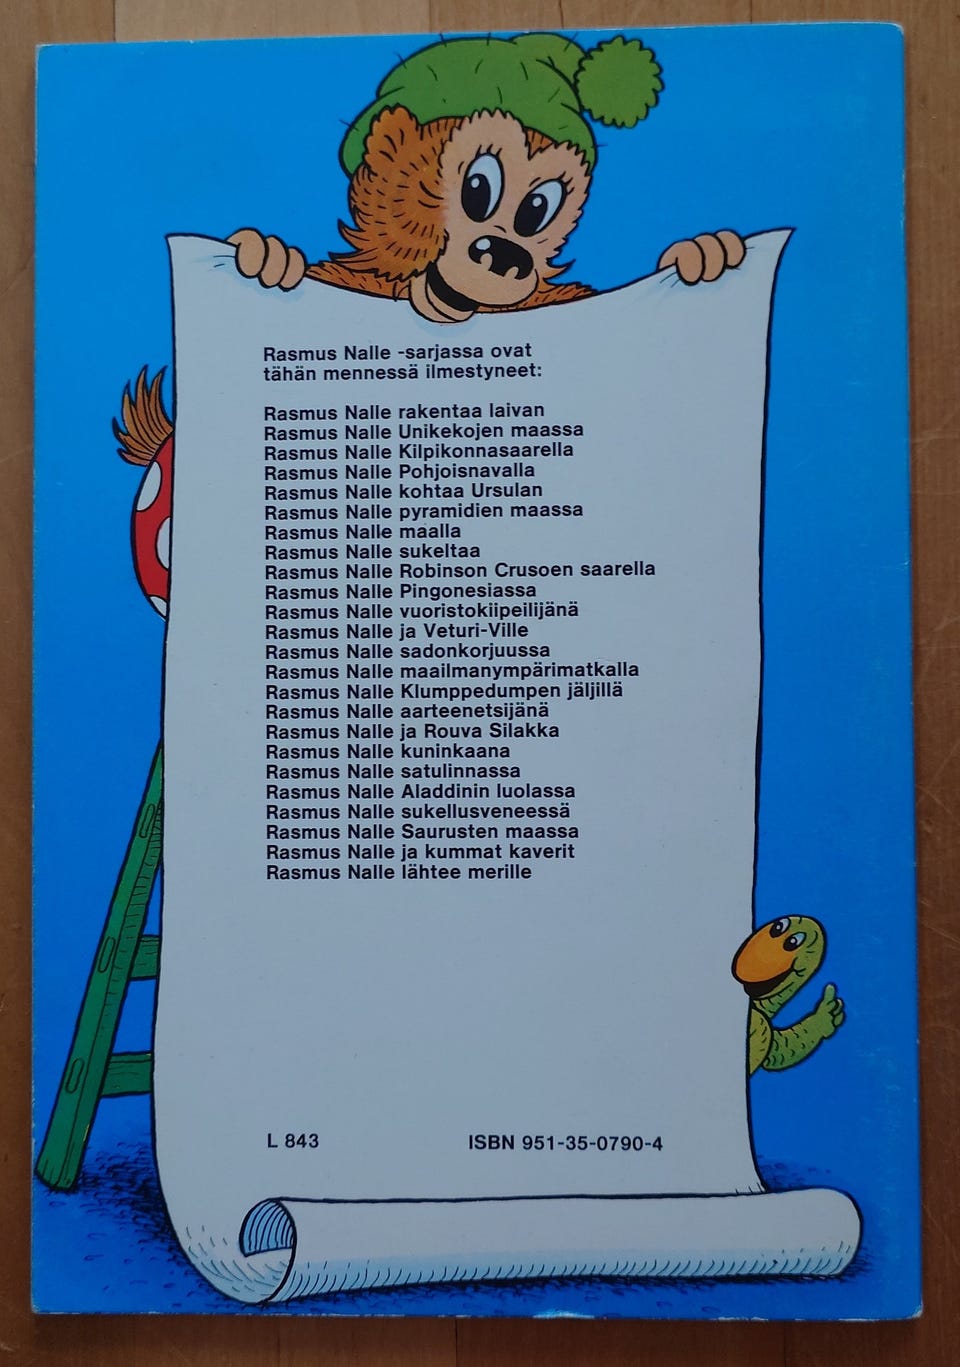 Rasmus Nalle -sarjassa ovat
tähän mennessä ilmestyneet:
Rasmus Nalle rakentaa laivan
Rasmus Nalle Unikekojen maassa
Rasmus Nalle Kilpikonnasaarella
Rasmus Nalle Pohjoisnavalla
Rasmus Nalle kohtaa Ursulan
Rasmus Nalle pyramidien maassa
Rasmus Nalle maalla
Rasmus Nalle sukeltaa
Rasmus Nalle Robinson Crusoen saarella
Rasmus Nalle Pingonesiassa
Rasmus Nalle vuoristokiipeilijänä
Rasmus Nalle ja Veturi-Ville
Rasmus Nalle sadonkorjuussa
Rasmus Nalle maailmanympärimatkalla
Rasmus Nalle Klumppedumpen jäljillä
Rasmus Nalle aarteenetsijänä
Rasmus Nalle ja Rouva Silakka
Rasmus Nalle kuninkaana
Rasmus Nalle satulinnassa
Rasmus Nalle Aladdinin luolassa
Rasmus Nalle sukellusveneessä
Rasmus Nalle Saurusten maassa
Rasmus Nalle ja kummat kaverit
Rasmus Nalle lähtee merille
L 843 ISBN 951-35-0790-4